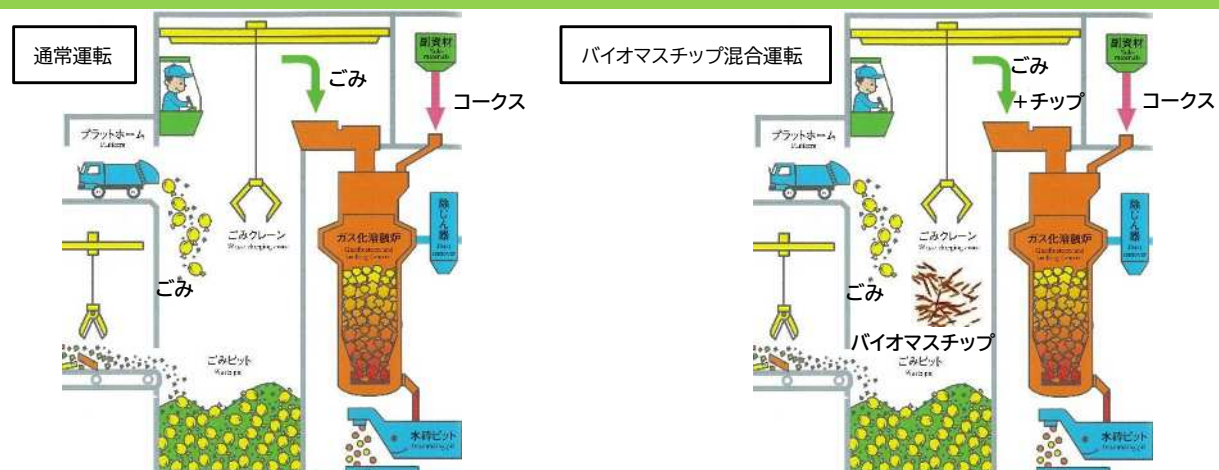 通常運転
副資材
ごみ
コークス
プラットホーム
ごみクレーン
ガス化溶融炉
除じん器
ごみ
ごみピット
水砕ピット
バイオマスチップ混合運転
副資材
ごみ
+チップ
コークス
プラットホーム
ごみクレーン
ガス化溶融炉
除じん器
ごみ
バイオマスチップ
ごみピット
水砕ピット